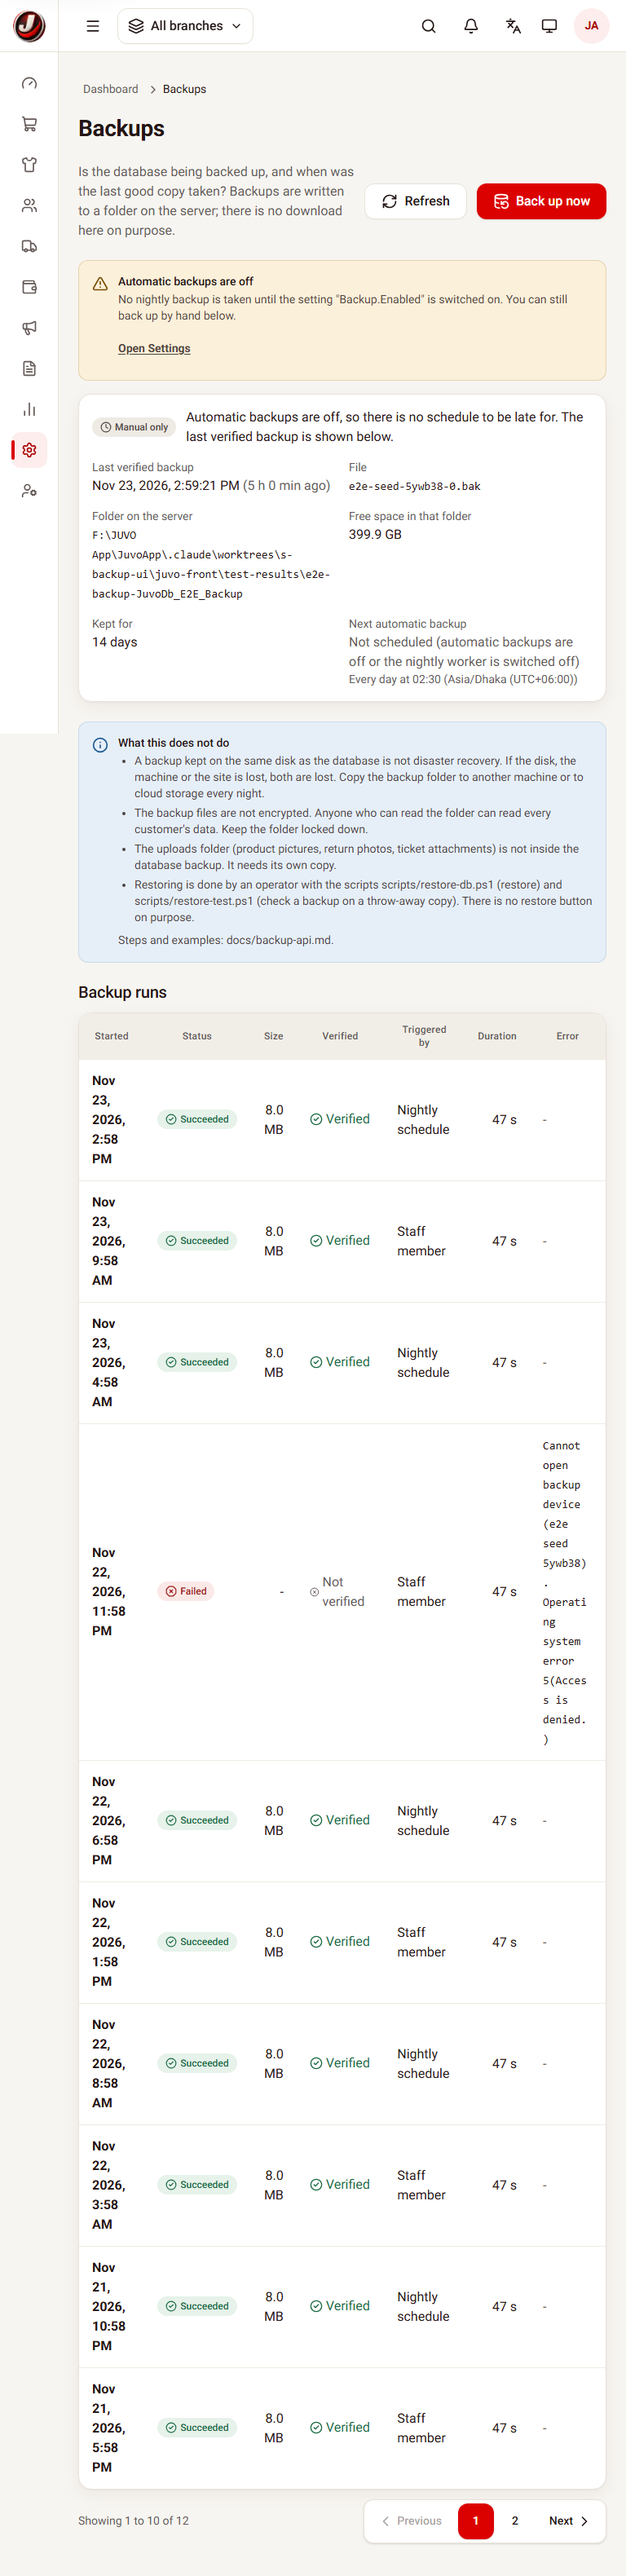 J
All branches
JA
Dashboard > Backups
Backups
Is the database being backed up, and when was
the last good copy taken? Backups are written
to a folder on the server; there is no download
here on purpose.
Refresh
Back up now
Automatic backups are off
No nightly backup is taken until the setting "Backup.Enabled" is switched on. You can still
back up by hand below.
Open Settings
Manual only
Automatic backups are off, so there is no schedule to be late for. The
last verified backup is shown below.
Last verified backup
Nov 23, 2026, 2:59:21 PM (5 h 0 min ago)
File
e2e-seed-5ywb38-0.bak
Folder on the server
F:\JUVO
App\JuvoApp\.claude\worktrees\s-
backup-ui\juvo-front\test-results\e2e-
backup-JuvoDb_E2E_Backup
Free space in that folder
399.9 GB
Kept for
14 days
Next automatic backup
Not scheduled (automatic backups are
off or the nightly worker is switched off)
Every day at 02:30 (Asia/Dhaka (UTC+06:00))
What this does not do
• A backup kept on the same disk as the database is not disaster recovery. If the disk, the
machine or the site is lost, both are lost. Copy the backup folder to another machine or to
cloud storage every night.
• The backup files are not encrypted. Anyone who can read the folder can read every
customer's data. Keep the folder locked down.
• The uploads folder (product pictures, return photos, ticket attachments) is not inside the
database backup. It needs its own copy.
• Restoring is done by an operator with the scripts scripts/restore-db.ps1 (restore) and
scripts/restore-test.ps1 (check a backup on a throw-away copy). There is no restore button
on purpose.
Steps and examples: docs/backup-api.md.
Backup runs
Started Status Size Verified Triggered by Duration Error
Nov 23, 2026, 2:58 PM Succeeded 8.0 MB Verified Nightly schedule 47 s -
Nov 23, 2026, 9:58 AM Succeeded 8.0 MB Verified Staff member 47 s -
Nov 23, 2026, 4:58 AM Succeeded 8.0 MB Verified Nightly schedule 47 s -
Nov 22, 2026, 11:58 PM Failed - Not verified Staff member 47 s Cannot open backup device (e2e seed 5ywb38). Operating system error 5(Access is denied.)
Nov 22, 2026, 6:58 PM Succeeded 8.0 MB Verified Nightly schedule 47 s -
Nov 22, 2026, 1:58 PM Succeeded 8.0 MB Verified Staff member 47 s -
Nov 22, 2026, 8:58 AM Succeeded 8.0 MB Verified Nightly schedule 47 s -
Nov 22, 2026, 3:58 AM Succeeded 8.0 MB Verified Staff member 47 s -
Nov 21, 2026, 10:58 PM Succeeded 8.0 MB Verified Nightly schedule 47 s -
Nov 21, 2026, 5:58 PM Succeeded 8.0 MB Verified Staff member 47 s -
Showing 1 to 10 of 12
Previous 1 2 Next